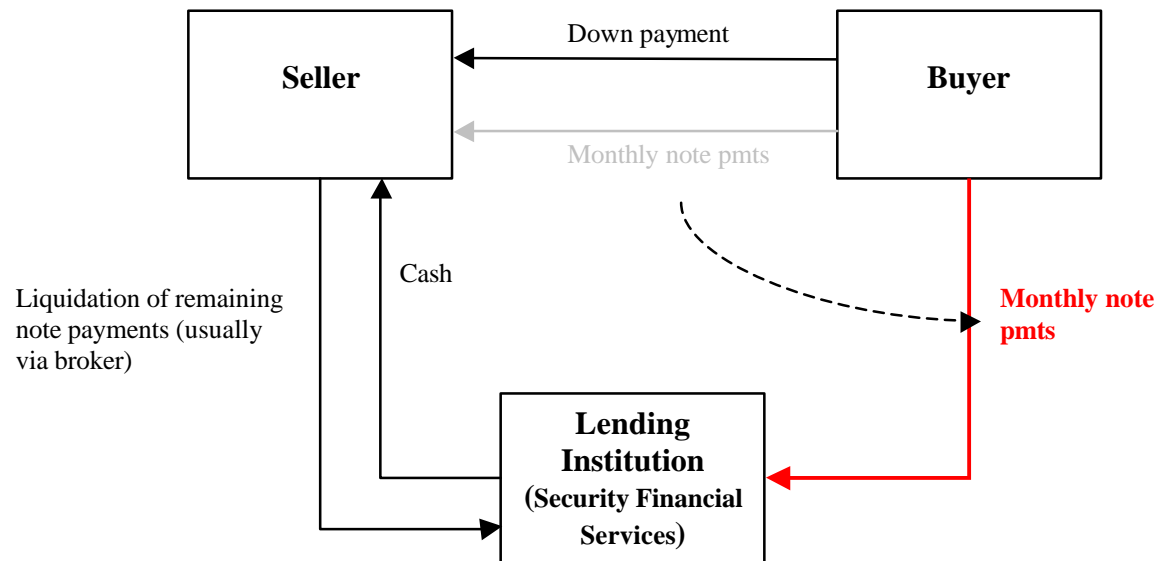 Down payment
Seller
Buyer
Monthly note pmts
Cash
Liquidation of remaining
note payments (usually
via broker)
Monthly note
pmts
Lending
Institution
(Security Financial
Services)